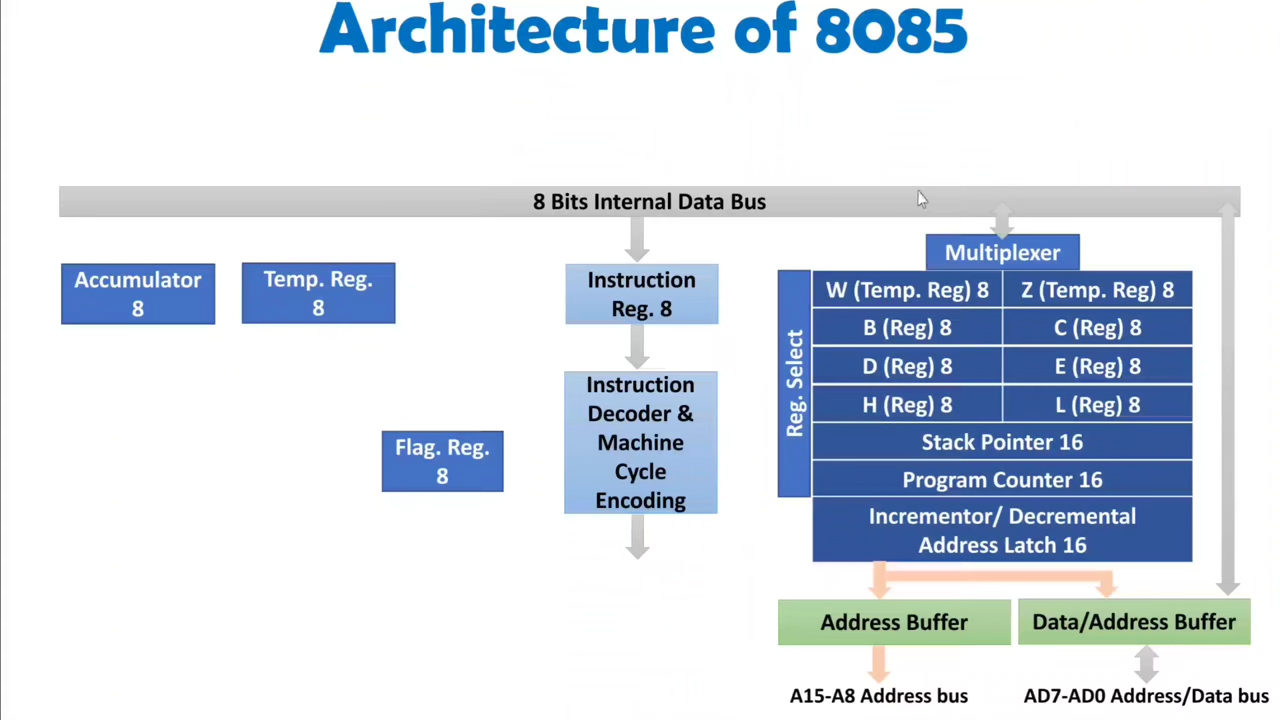 Architecture of 8085
8 Bits Internal Data Bus
Accumulator
8
Temp. Reg.
8
Flag. Reg.
8
Instruction
Reg. 8
Instruction
Decoder &
Machine
Cycle
Encoding
Multiplexer
Reg. Select
W (Temp. Reg) 8
Z (Temp. Reg) 8
B (Reg) 8
C (Reg) 8
D (Reg) 8
E (Reg) 8
H (Reg) 8
L (Reg) 8
Stack Pointer 16
Program Counter 16
Incrementor/ Decremental
Address Latch 16
Address Buffer
Data/Address Buffer
A15-A8 Address bus
AD7-AD0 Address/Data bus